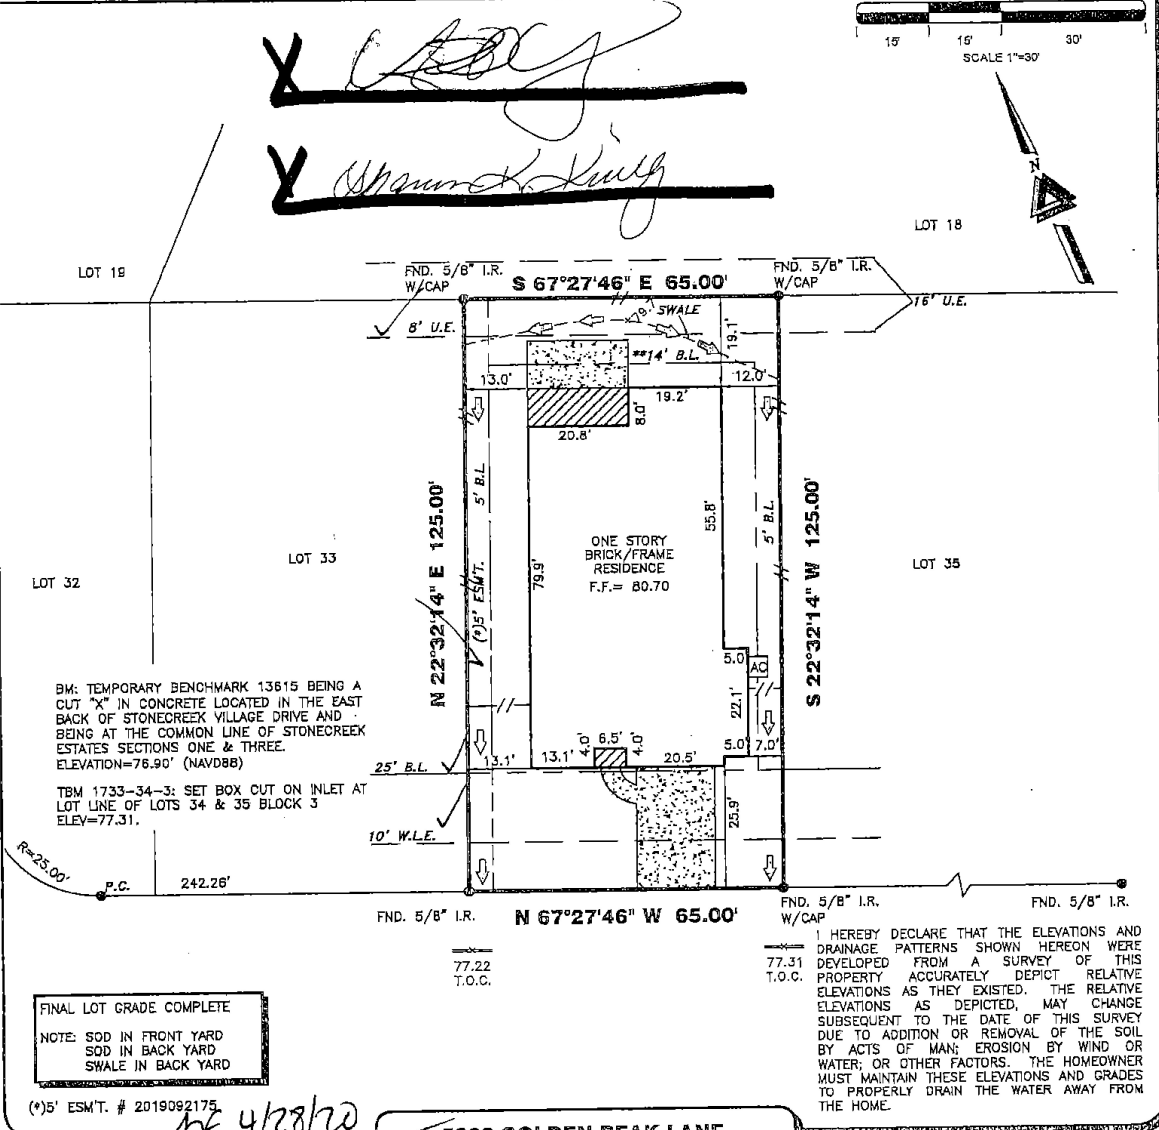 15'
15'
30'
SCALE 1"=30'
X
X Shawn K. King
N
LOT 18
LOT 19
FND. 5/8" I.R.
W/CAP
S 67°27'46" E 65.00'
FND. 5/8" I.R.
W/CAP
16' U.E.
8' U.E.
SWALE
19.1'
**14' B.L.
13.0'
12.0'
19.2'
8.0'
20.8'
5' B.L.
5' B.L.
55.8'
N 22°32'14" E 125.00'
S 22°32'14" W 125.00'
(*)5' ESM'T.
79.9'
ONE STORY
BRICK/FRAME
RESIDENCE
F.F.= 80.70
LOT 32
LOT 33
LOT 35
5.0'
AC
22.1'
BM: TEMPORARY BENCHMARK 13615 BEING A
CUT "X" IN CONCRETE LOCATED IN THE EAST
BACK OF STONECREEK VILLAGE DRIVE AND
BEING AT THE COMMON LINE OF STONECREEK
ESTATES SECTIONS ONE & THREE.
ELEVATION=76.90' (NAVD88)
TBM 1733-34-3: SET BOX CUT ON INLET AT
LOT LINE OF LOTS 34 & 35 BLOCK 3
ELEV=77.31.
4.0'
6.5'
4.0'
5.0'
7.0'
13.1'
13.1'
20.5'
25' B.L.
25.9'
10' W.L.E.
R=25.00'
P.C.
242.26'
FND. 5/8" I.R.
N 67°27'46" W 65.00'
FND. 5/8" I.R.
W/CAP
FND. 5/8" I.R.
77.22
T.O.C.
77.31
T.O.C.
I HEREBY DECLARE THAT THE ELEVATIONS AND
DRAINAGE PATTERNS SHOWN HEREON WERE
DEVELOPED FROM A SURVEY OF THIS
PROPERTY ACCURATELY DEPICT RELATIVE
ELEVATIONS AS THEY EXISTED. THE RELATIVE
ELEVATIONS AS DEPICTED, MAY CHANGE
SUBSEQUENT TO THE DATE OF THIS SURVEY
DUE TO ADDITION OR REMOVAL OF THE SOIL
BY ACTS OF MAN; EROSION BY WIND OR
WATER; OR OTHER FACTORS. THE HOMEOWNER
MUST MAINTAIN THESE ELEVATIONS AND GRADES
TO PROPERLY DRAIN THE WATER AWAY FROM
THE HOME.
FINAL LOT GRADE COMPLETE
NOTE: SOD IN FRONT YARD
SOD IN BACK YARD
SWALE IN BACK YARD
(*)5' ESM'T. # 2019092175
4/28/20
GOLDEN PEAK LANE